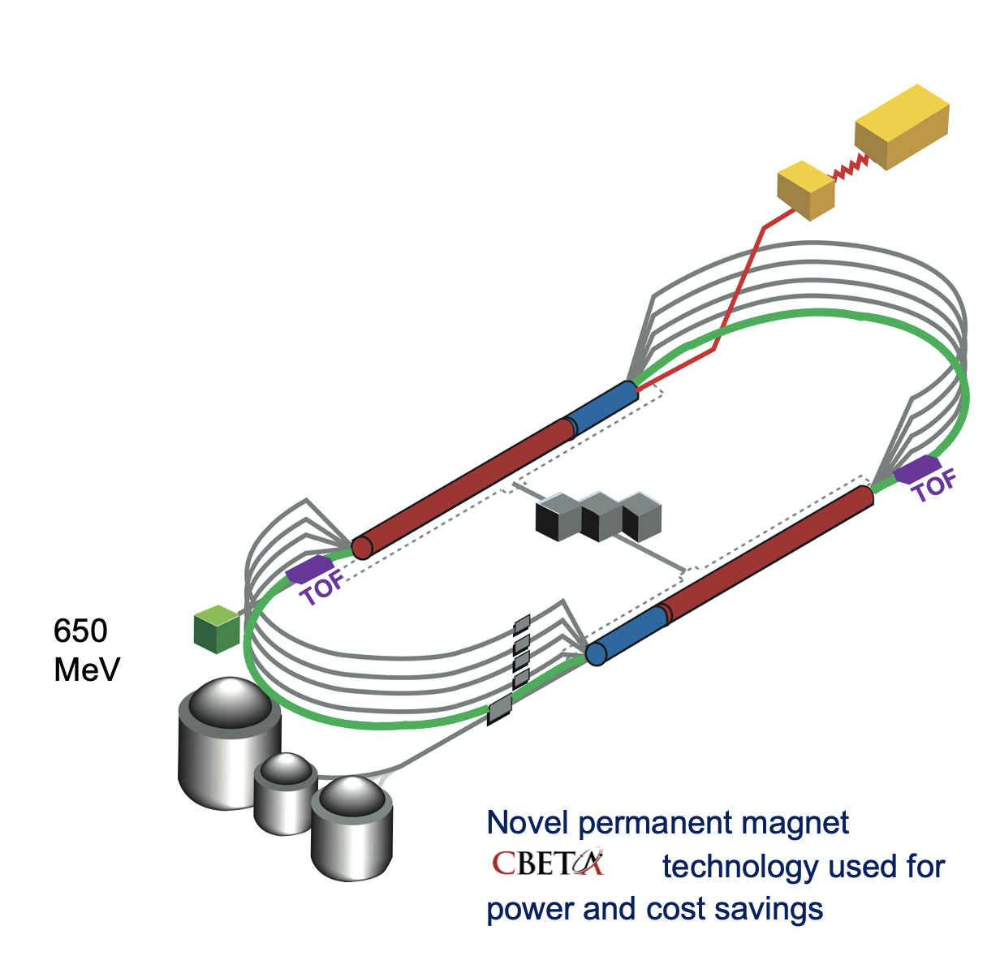 TOF
TOF
650
MeV
Novel permanent magnet
CBETA technology used for
power and cost savings